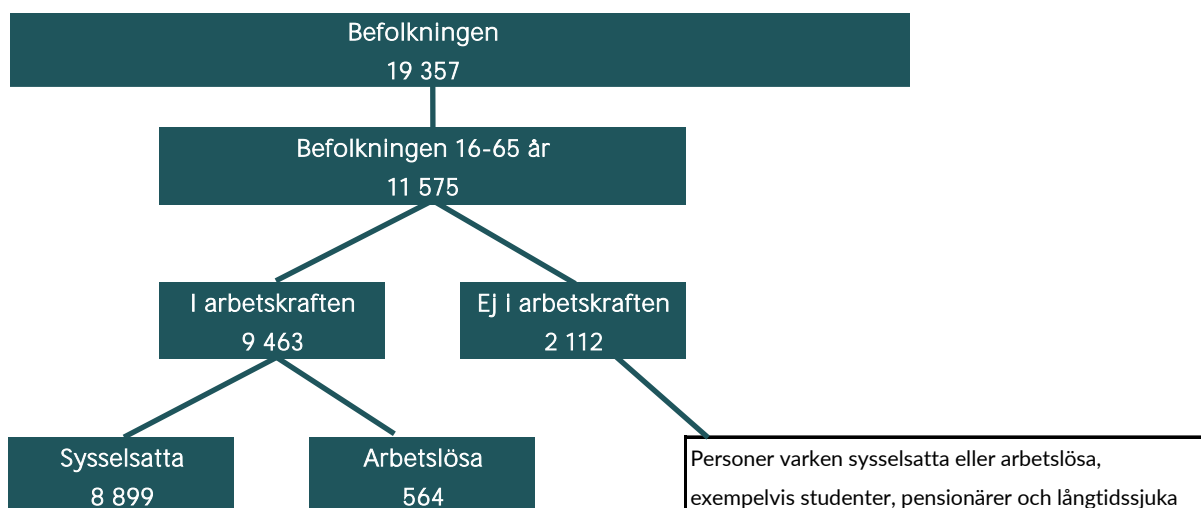 Befolkningen
19 357
Befolkningen 16-65 år
11 575
I arbetskraften
9 463
Ej i arbetskraften
2 112
Sysselsatta
8 899
Arbetslösa
564
Personer varken sysselsatta eller arbetslösa,
exempelvis studenter, pensionärer och långtidssjuka